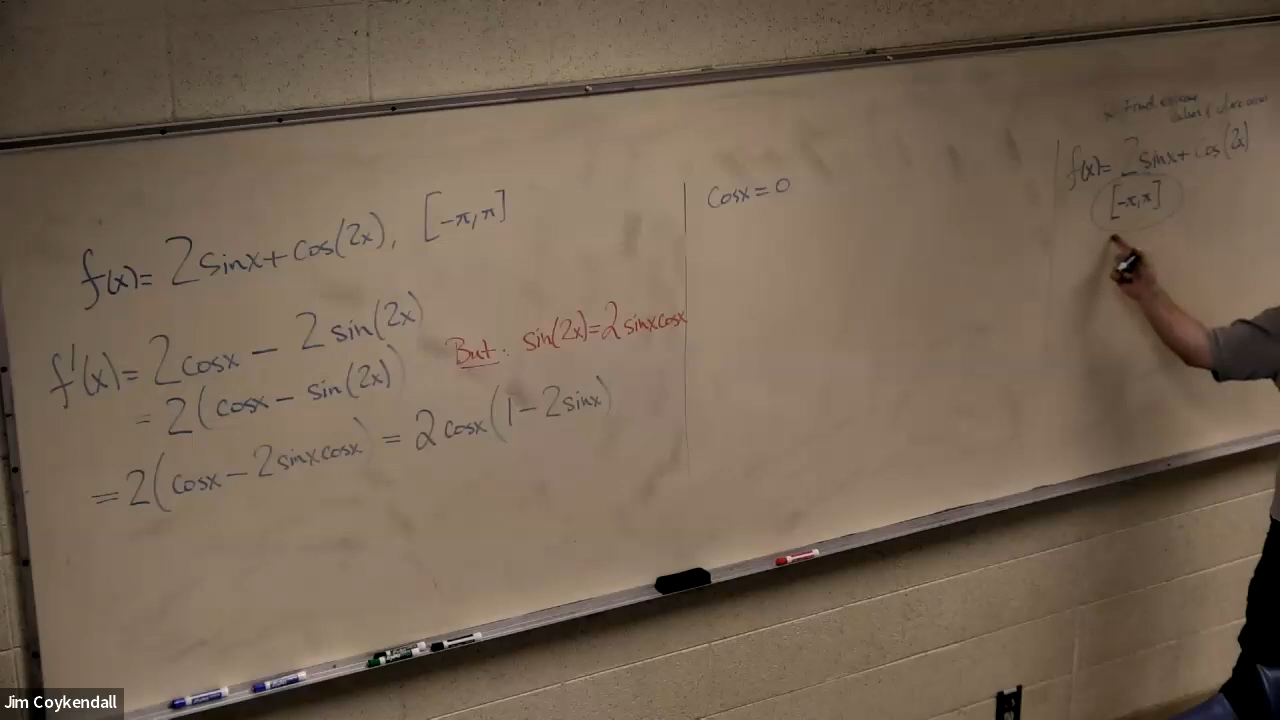 f(x)= 2sinx+cos(2x), [-π,π]
f'(x)= 2cosx - 2sin(2x)
= 2(cosx - sin(2x))
But: sin(2x)=2sinxcosx
= 2(cosx - 2sinxcosx) = 2cosx(1-2sinx)
cosx=0
f(x)= 2sinx+cos(2x)
[-π,π]
Jim Coykendall